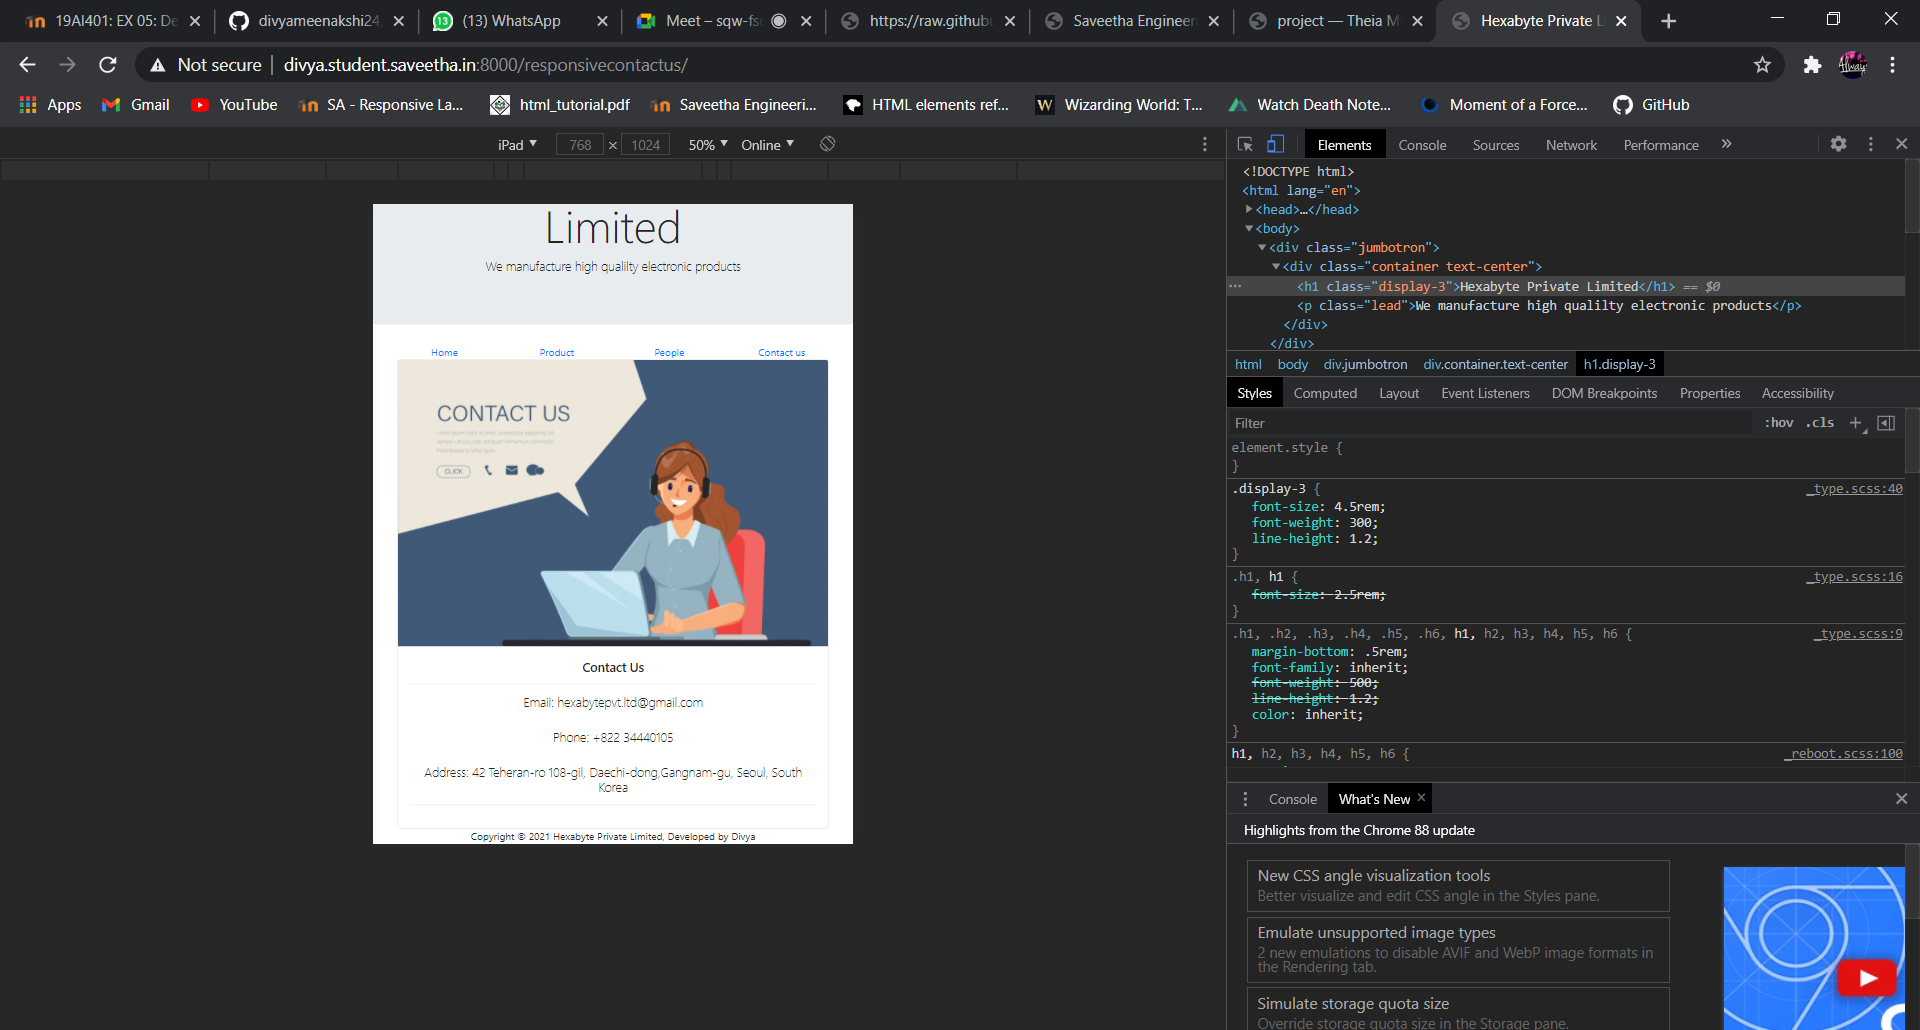 19AI401: EX 05: De
divyameenakshi24
(13) WhatsApp
Meet – sqw-fs
https://raw.github
Saveetha Engineer
project — Theia M
Hexabyte Private L
Not secure | divya.student.saveetha.in:8000/responsivecontactus/
Apps
Gmail
YouTube
SA - Responsive La...
html_tutorial.pdf
Saveetha Engineeri...
HTML elements ref...
Wizarding World: T...
Watch Death Note...
Moment of a Force...
GitHub
iPad 768 × 1024 50% Online
Limited
We manufacture high qualilty electronic products
Home Product People Contact us
CONTACT US
CLICK
Contact Us
Email: hexabytepvt.ltd@gmail.com
Phone: +822 34440105
Address: 42 Teheran-ro 108-gil, Daechi-dong,Gangnam-gu, Seoul, South
Korea
Copyright © 2021 Hexabyte Private Limited, Developed by Divya
Elements Console Sources Network Performance »
<!DOCTYPE html>
<html lang="en">
<head>…</head>
<body>
<div class="jumbotron">
<div class="container text-center">
<h1 class="display-3">Hexabyte Private Limited</h1> == $0
<p class="lead">We manufacture high qualilty electronic products</p>
</div>
</div>
html body div.jumbotron div.container.text-center h1.display-3
Styles Computed Layout Event Listeners DOM Breakpoints Properties Accessibility
Filter :hov .cls +
element.style {
}
.display-3 { _type.scss:40
font-size: 4.5rem;
font-weight: 300;
line-height: 1.2;
}
.h1, h1 { _type.scss:16
font-size: 2.5rem;
}
.h1, .h2, .h3, .h4, .h5, .h6, h1, h2, h3, h4, h5, h6 { _type.scss:9
margin-bottom: .5rem;
font-family: inherit;
font-weight: 500;
line-height: 1.2;
color: inherit;
}
h1, h2, h3, h4, h5, h6 { _reboot.scss:100
Console What's New
Highlights from the Chrome 88 update
New CSS angle visualization tools
Better visualize and edit CSS angle in the Styles pane.
Emulate unsupported image types
2 new emulations to disable AVIF and WebP image formats in
the Rendering tab.
Simulate storage quota size
Override storage quota size in the Storage pane.